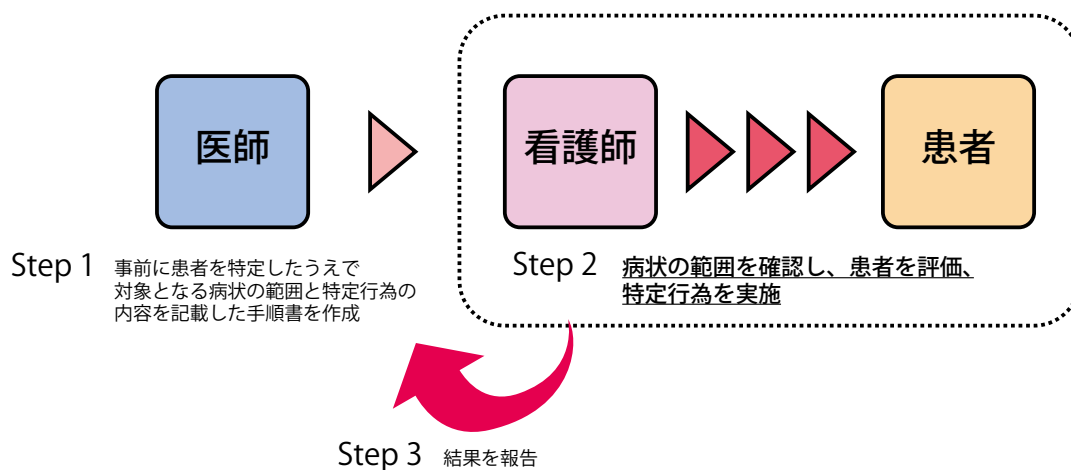 医師
看護師
患者
Step 1
事前に患者を特定したうえで
対象となる病状の範囲と特定行為の
内容を記載した手順書を作成
Step 2
病状の範囲を確認し、患者を評価、
特定行為を実施
Step 3 結果を報告